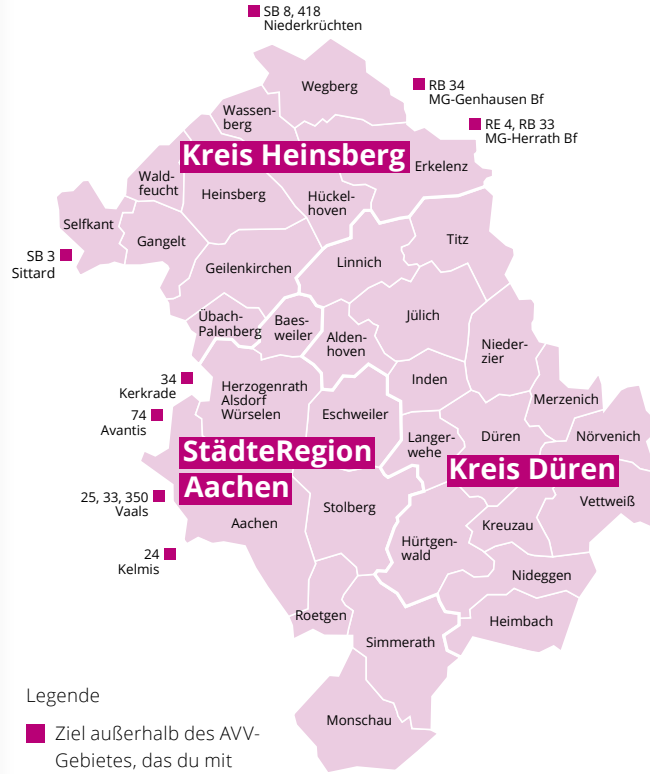 SB 8, 418
Niederkrüchten
RB 34
MG-Genhausen Bf
RE 4, RB 33
MG-Herrath Bf
Wegberg
Wassen-
berg
Kreis Heinsberg
Erkelenz
Wald-
feucht
Heinsberg
Hückel-
hoven
Selfkant
Gangelt
SB 3
Sittard
Geilenkirchen
Linnich
Titz
Übach-
Palenberg
Baes-
weiler
Alden-
hoven
Jülich
Nieder-
zier
34
Kerkrade
Herzogenrath
Alsdorf
Würselen
Eschweiler
Inden
Merzenich
74
Avantis
Langer-
wehe
Düren
Nörvenich
StädteRegion
Aachen
Kreis Düren
25, 33, 350
Vaals
Aachen
Stolberg
Vettweiß
Kreuzau
Hürtgen-
wald
24
Kelmis
Nideggen
Roetgen
Heimbach
Simmerath
Monschau
Legende
Ziel außerhalb des AVV-
Gebietes, das du mit